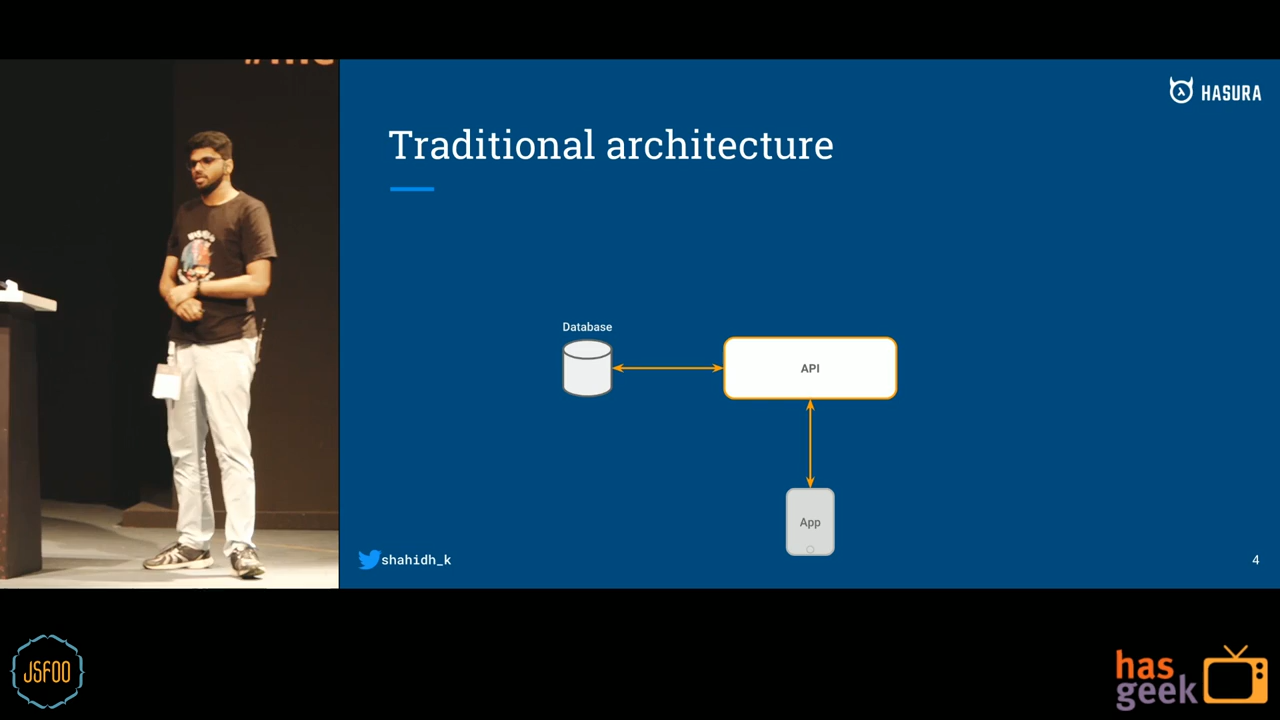 HASURA
Traditional architecture
Database
API
App
shahidh_k
4
JSFOO
has
geek